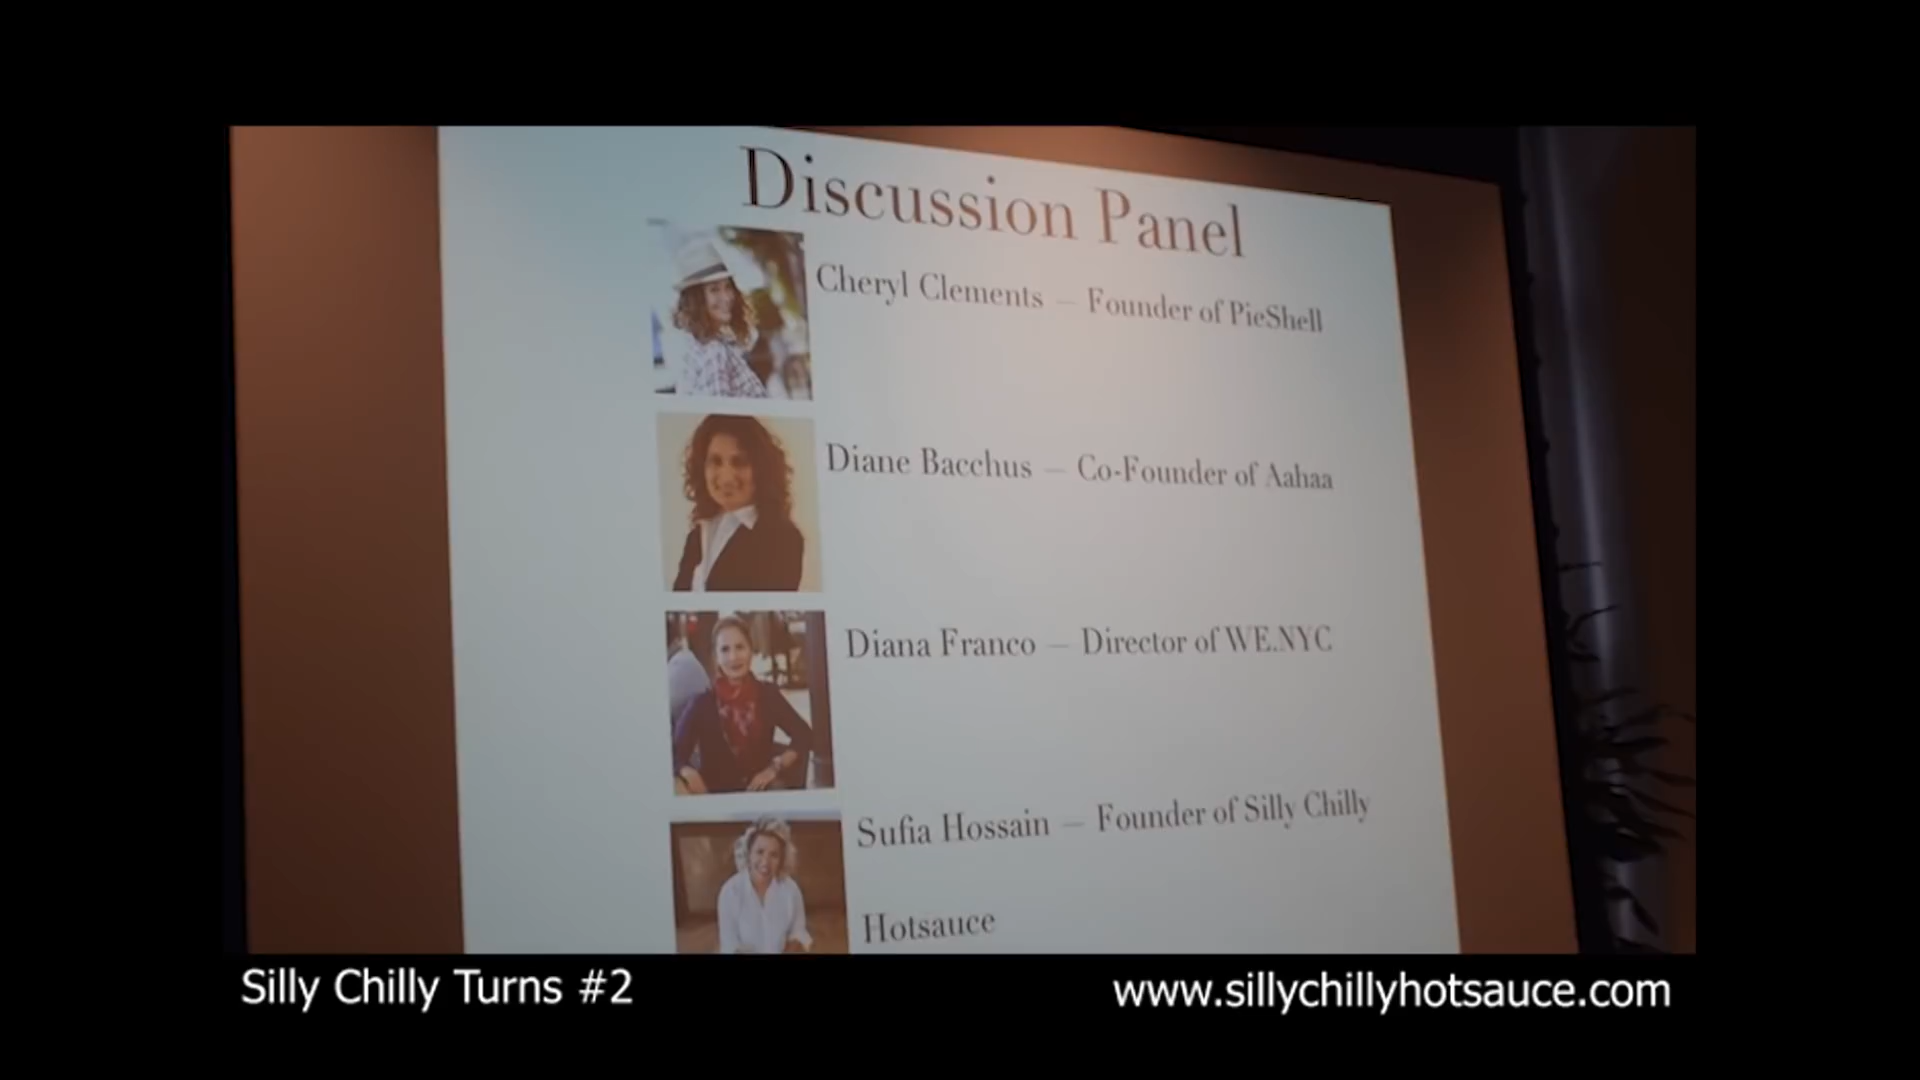 Discussion Panel
Cheryl Clements – Founder of PieShell
Diane Bacchus – Co-Founder of Aahaa
Diana Franco – Director of WE.NYC
Sufia Hossain – Founder of Silly Chilly
Hotsauce
Silly Chilly Turns #2
www.sillychillyhotsauce.com